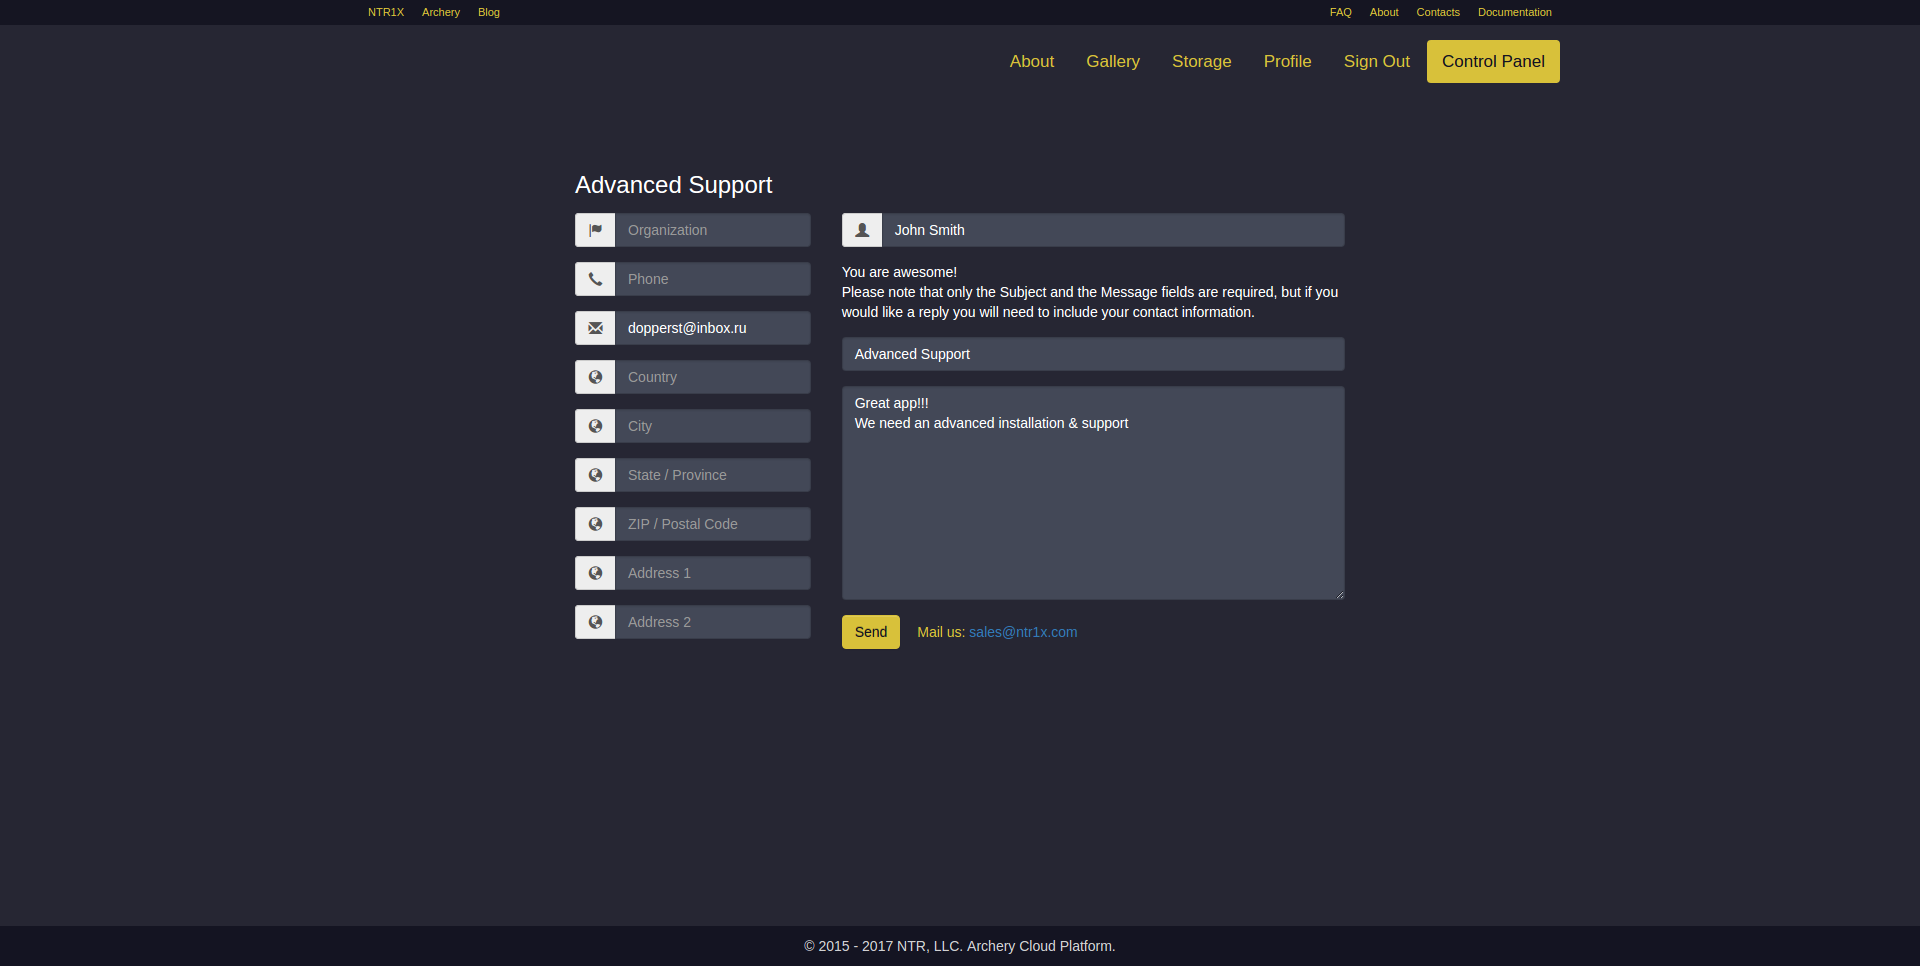 NTR1X Archery Blog FAQ About Contacts Documentation
About Gallery Storage Profile Sign Out Control Panel
Advanced Support
Organization
Phone
dopperst@inbox.ru
Country
City
State / Province
ZIP / Postal Code
Address 1
Address 2
John Smith
You are awesome!
Please note that only the Subject and the Message fields are required, but if you
would like a reply you will need to include your contact information.
Advanced Support
Great app!!!
We need an advanced installation & support
Send Mail us: sales@ntr1x.com
© 2015 - 2017 NTR, LLC. Archery Cloud Platform.